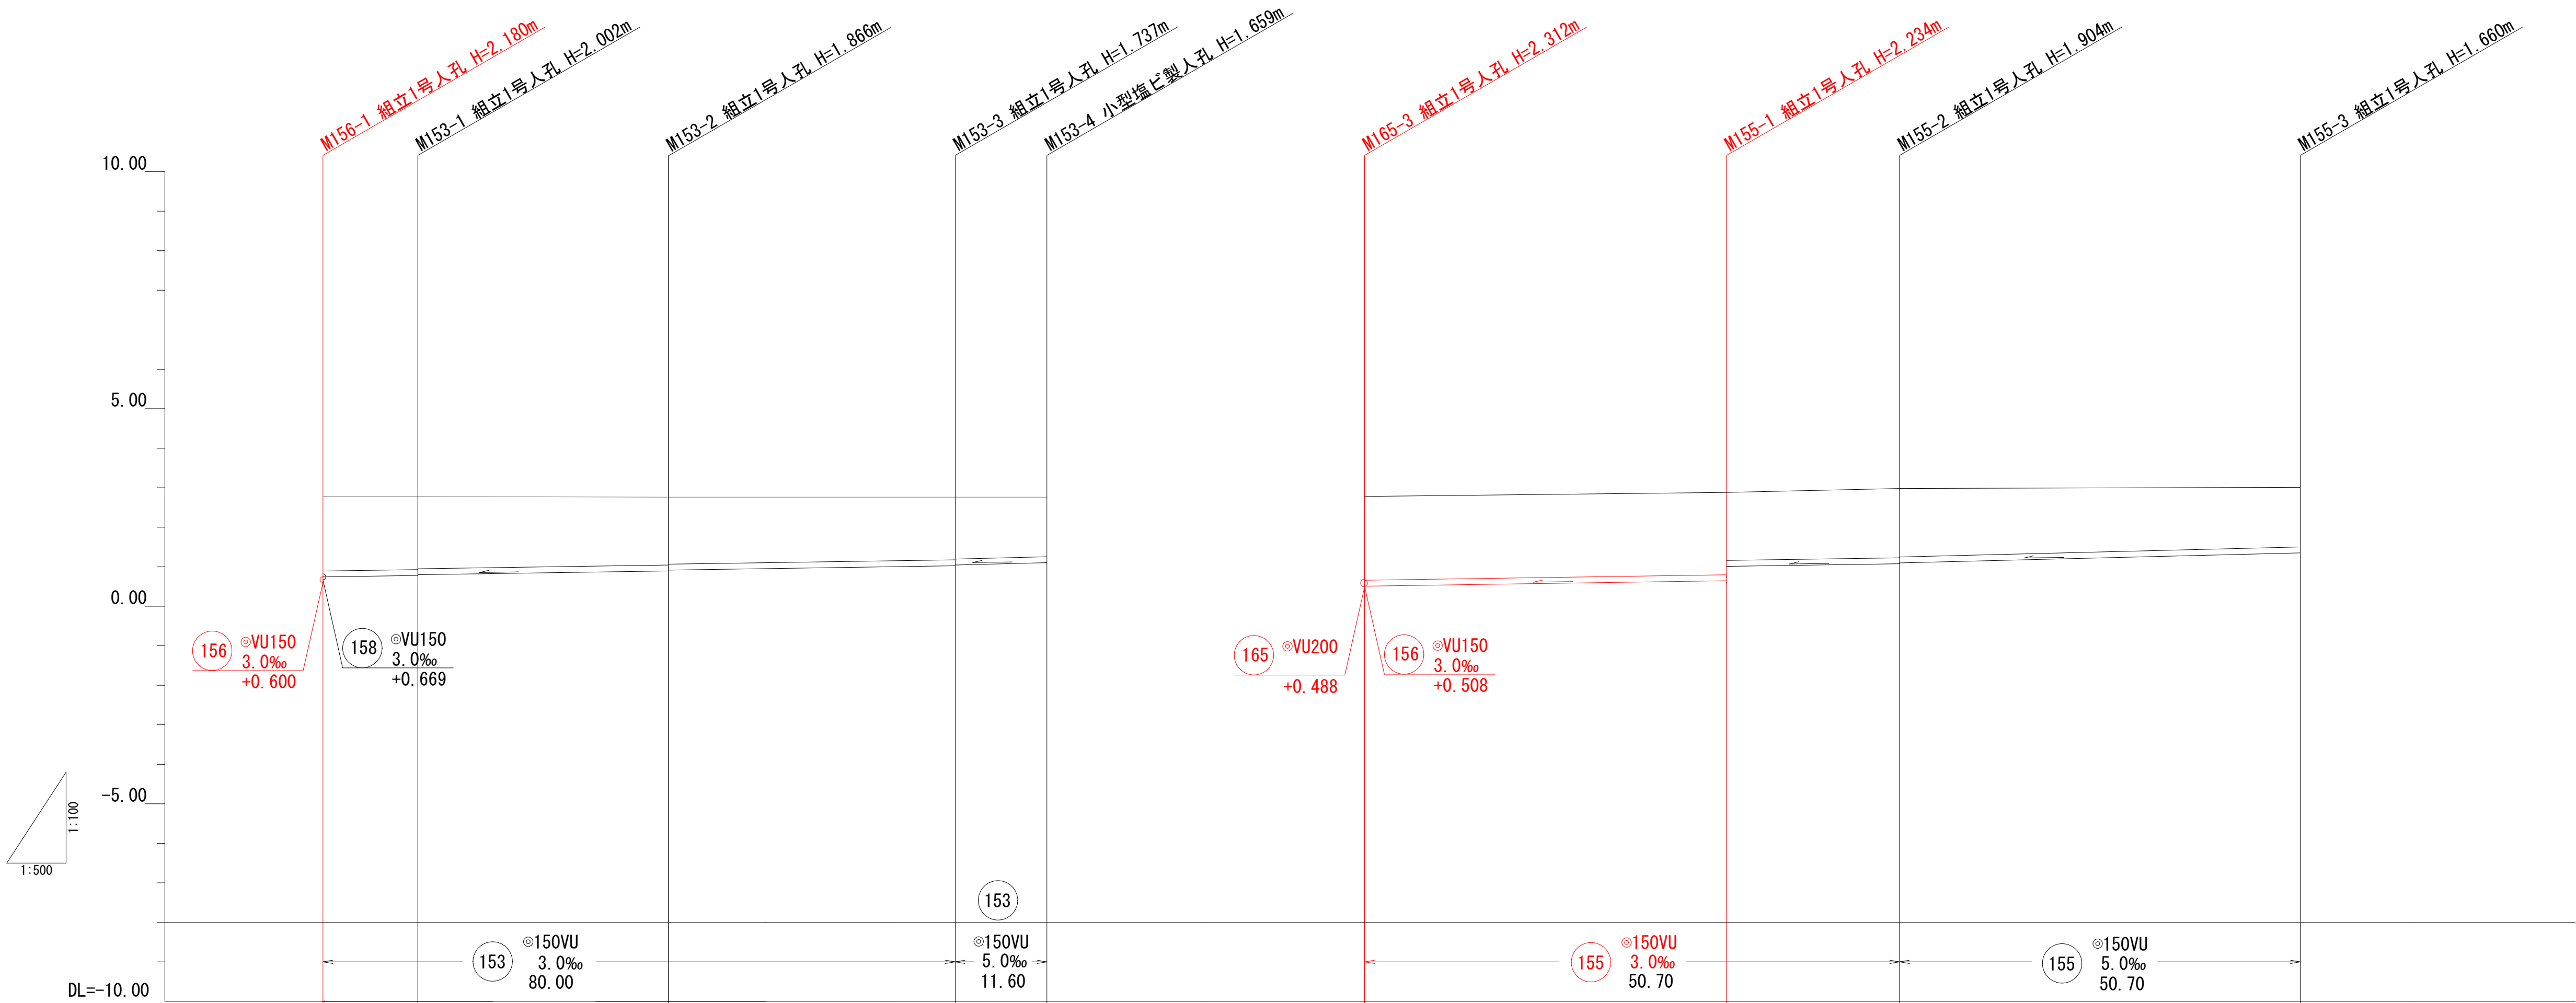 M156-1 組立1号人孔 H=2.180m
M153-1 組立1号人孔 H=2.002m
M153-2 組立1号人孔 H=1.866m
M153-3 組立1号人孔 H=1.737m
M153-4 小型塩ビ製人孔 H=1.659m
M165-3 組立1号人孔 H=2.312m
M155-1 組立1号人孔 H=2.234m
M155-2 組立1号人孔 H=1.904m
M155-3 組立1号人孔 H=1.660m
10.00
5.00
0.00
-5.00
DL=-10.00
1:100
1:500
156
◎VU150
3.0‰
+0.600
158
◎VU150
3.0‰
+0.669
165
◎VU200
+0.488
156
◎VU150
3.0‰
+0.508
153
◎150VU
3.0‰
80.00
153
◎150VU
5.0‰
11.60
155
◎150VU
3.0‰
50.70
155
◎150VU
5.0‰
50.70